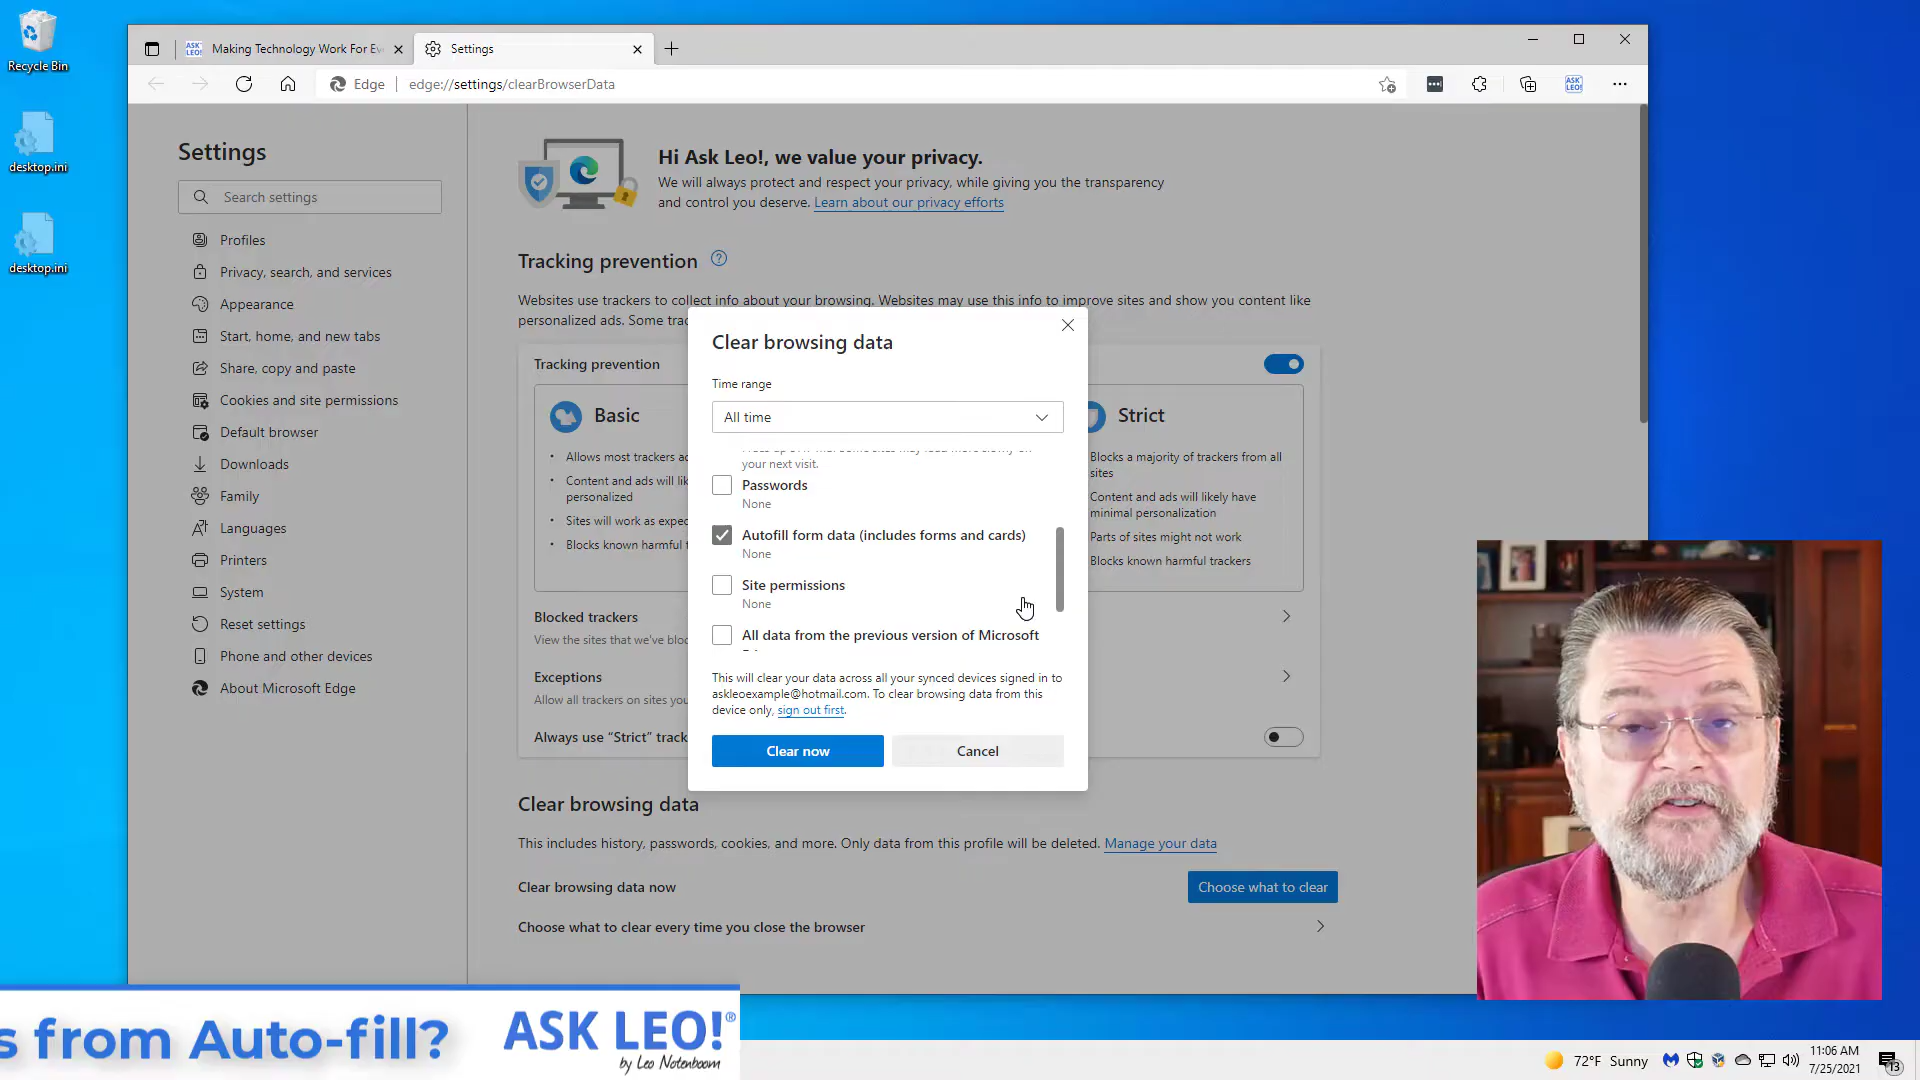 Recycle Bin
desktop.ini
desktop.ini
Making Technology Work For Ev
Settings
Edge
edge://settings/clearBrowserData
ASK LEO!
Settings
Search settings
Profiles
Privacy, search, and services
Appearance
Start, home, and new tabs
Share, copy and paste
Cookies and site permissions
Default browser
Downloads
Family
Languages
Printers
System
Reset settings
Phone and other devices
About Microsoft Edge
Hi Ask Leo!, we value your privacy.
We will always protect and respect your privacy, while giving you the transparency
and control you deserve. Learn about our privacy efforts
Tracking prevention
Websites use trackers to collect info about your browsing. Websites may use this info to improve sites and show you content like
personalized ads. Some trac
Tracking prevention
Basic
Allows most trackers ac
Content and ads will lik
personalized
Sites will work as expec
Blocks known harmful t
Strict
Blocks a majority of trackers from all
sites
Content and ads will likely have
minimal personalization
Parts of sites might not work
Blocks known harmful trackers
Blocked trackers
View the sites that we've bloc
Exceptions
Allow all trackers on sites you
Always use “Strict” track
Clear browsing data
Time range
All time
your next visit.
Passwords
None
Autofill form data (includes forms and cards)
None
Site permissions
None
All data from the previous version of Microsoft
This will clear your data across all your synced devices signed in to
askleoexample@hotmail.com. To clear browsing data from this
device only, sign out first.
Clear now
Cancel
Clear browsing data
This includes history, passwords, cookies, and more. Only data from this profile will be deleted. Manage your data
Clear browsing data now
Choose what to clear
Choose what to clear every time you close the browser
s from Auto-fill?
ASK LEO!®
by Leo Notenboom
72°F Sunny
11:06 AM
7/25/2021
13